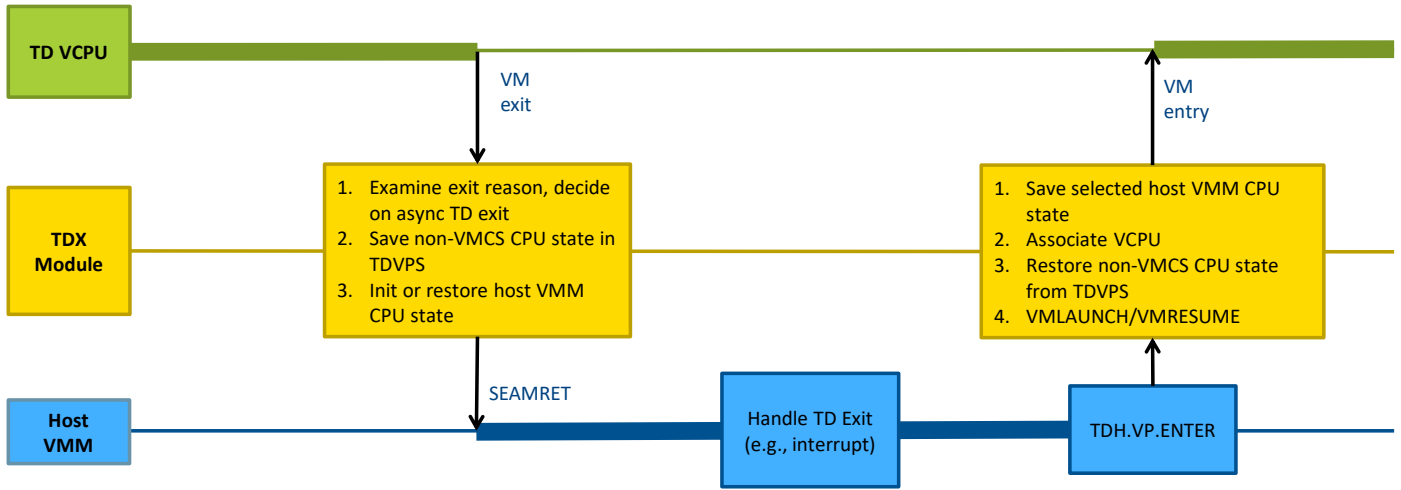 TD VCPU
VM
exit
VM
entry
TDX
Module
1. Examine exit reason, decide
on async TD exit
2. Save non-VMCS CPU state in
TDVPS
3. Init or restore host VMM
CPU state
1. Save selected host VMM CPU
state
2. Associate VCPU
3. Restore non-VMCS CPU state
from TDVPS
4. VMLAUNCH/VMRESUME
SEAMRET
Host
VMM
Handle TD Exit
(e.g., interrupt)
TDH.VP.ENTER